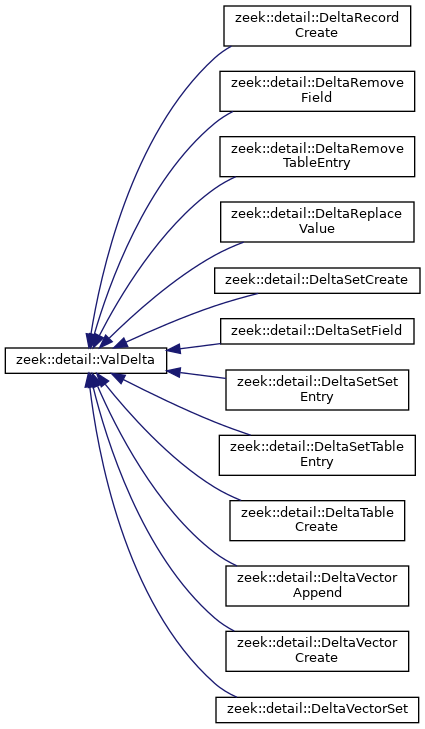 zeek::detail::DeltaRecord
Create
zeek::detail::DeltaRemove
Field
zeek::detail::DeltaRemove
TableEntry
zeek::detail::DeltaReplace
Value
zeek::detail::DeltaSetCreate
zeek::detail::DeltaSetField
zeek::detail::ValDelta
zeek::detail::DeltaSetSet
Entry
zeek::detail::DeltaSetTable
Entry
zeek::detail::DeltaTable
Create
zeek::detail::DeltaVector
Append
zeek::detail::DeltaVector
Create
zeek::detail::DeltaVectorSet